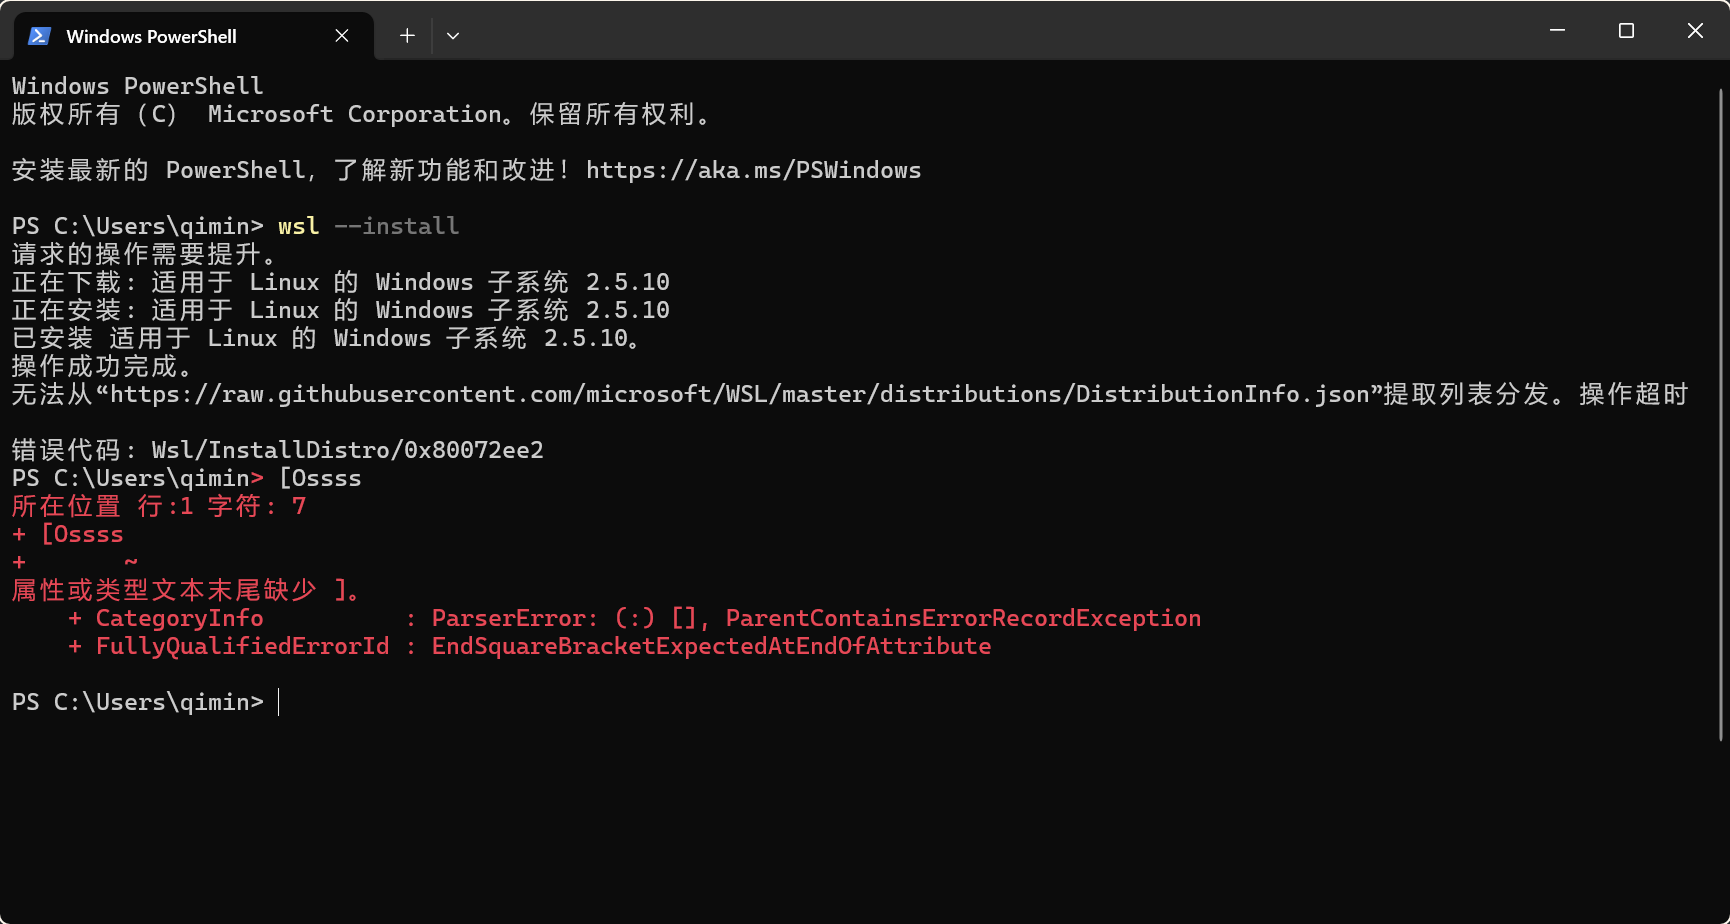 Windows PowerShell
Windows PowerShell
版权所有 (C) Microsoft Corporation。保留所有权利。
安装最新的 PowerShell，了解新功能和改进！https://aka.ms/PSWindows
PS C:\Users\qimin> wsl --install
请求的操作需要提升。
正在下载: 适用于 Linux 的 Windows 子系统 2.5.10
正在安装: 适用于 Linux 的 Windows 子系统 2.5.10
已安装 适用于 Linux 的 Windows 子系统 2.5.10。
操作成功完成。
无法从“https://raw.githubusercontent.com/microsoft/WSL/master/distributions/DistributionInfo.json”提取列表分发。操作超时
错误代码: Wsl/InstallDistro/0x80072ee2
PS C:\Users\qimin> [Ossss
所在位置 行:1 字符: 7
+ [Ossss
+       ~
属性或类型文本末尾缺少 ]。
    + CategoryInfo          : ParserError: (:) [], ParentContainsErrorRecordException
    + FullyQualifiedErrorId : EndSquareBracketExpectedAtEndOfAttribute
PS C:\Users\qimin>